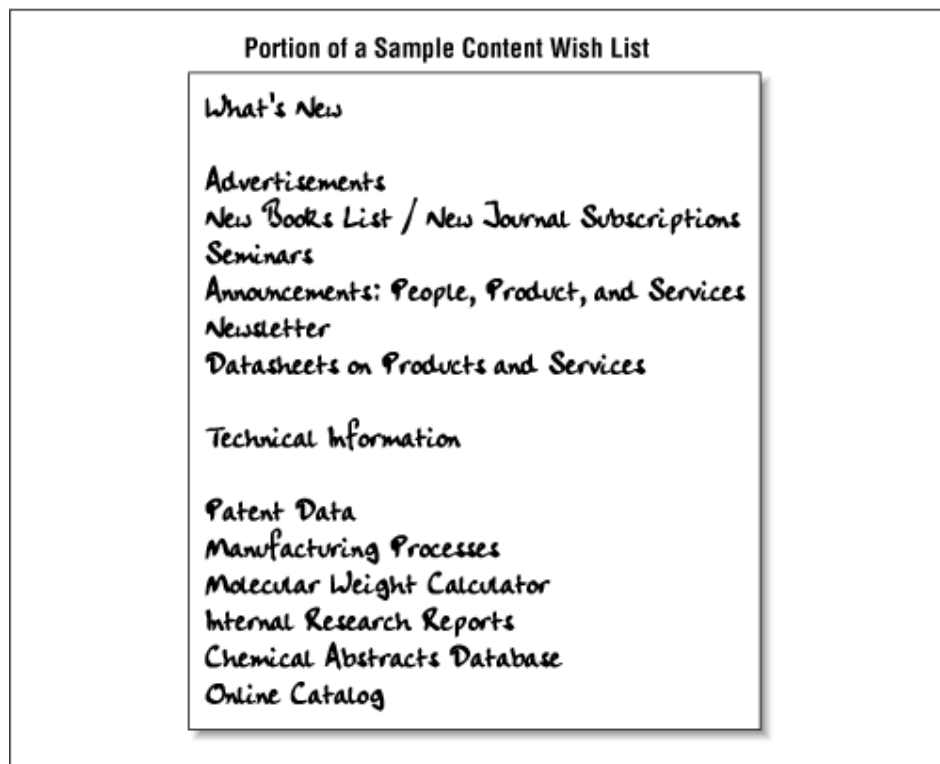 Portion of a Sample Content Wish List
What's New
Advertisements
New Books List / New Journal Subscriptions
Seminars
Announcements: People, Product, and Services
Newsletter
Datasheets on Products and Services
Technical Information
Patent Data
Manufacturing Processes
Molecular Weight Calculator
Internal Research Reports
Chemical Abstracts Database
Online Catalog